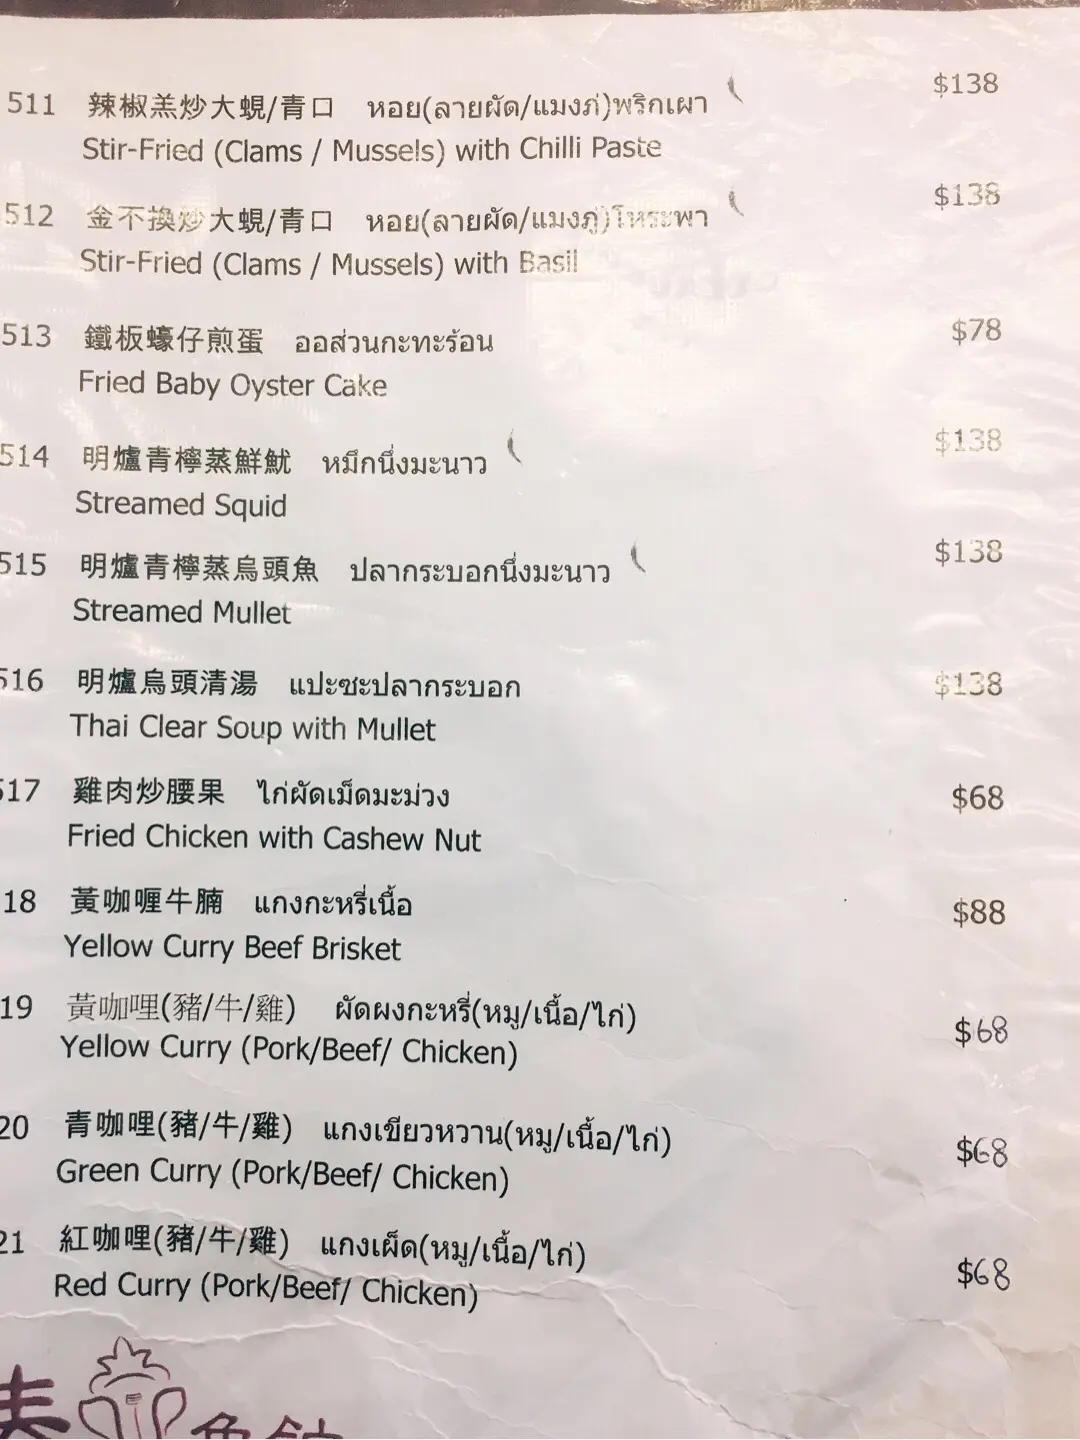 511 辣椒羔炒大蜆/青口 หอย(ลายผัด/แมงภู่)พริกเผา $138
Stir-Fried (Clams / Mussels) with Chilli Paste
512 金不換炒大蜆/青口 หอย(ลายผัด/แมงภู่)โหระพา $138
Stir-Fried (Clams / Mussels) with Basil
513 鐵板蠔仔煎蛋 ออส่วนกะทะร้อน $78
Fried Baby Oyster Cake
514 明爐青檸蒸鮮魷 หมึกนึ่งมะนาว $138
Streamed Squid
515 明爐青檸蒸烏頭魚 ปลากระบอกนึ่งมะนาว $138
Streamed Mullet
516 明爐烏頭清湯 แปะซะปลากระบอก $138
Thai Clear Soup with Mullet
517 雞肉炒腰果 ไก่ผัดเม็ดมะม่วง $68
Fried Chicken with Cashew Nut
18 黃咖喱牛腩 แกงกะหรี่เนื้อ $88
Yellow Curry Beef Brisket
19 黃咖哩(豬/牛/雞) ผัดผงกะหรี่(หมู/เนื้อ/ไก่) $68
Yellow Curry (Pork/Beef/ Chicken)
20 青咖哩(豬/牛/雞) แกงเขียวหวาน(หมู/เนื้อ/ไก่) $68
Green Curry (Pork/Beef/ Chicken)
21 紅咖哩(豬/牛/雞) แกงเผ็ด(หมู/เนื้อ/ไก่) $68
Red Curry (Pork/Beef/ Chicken)